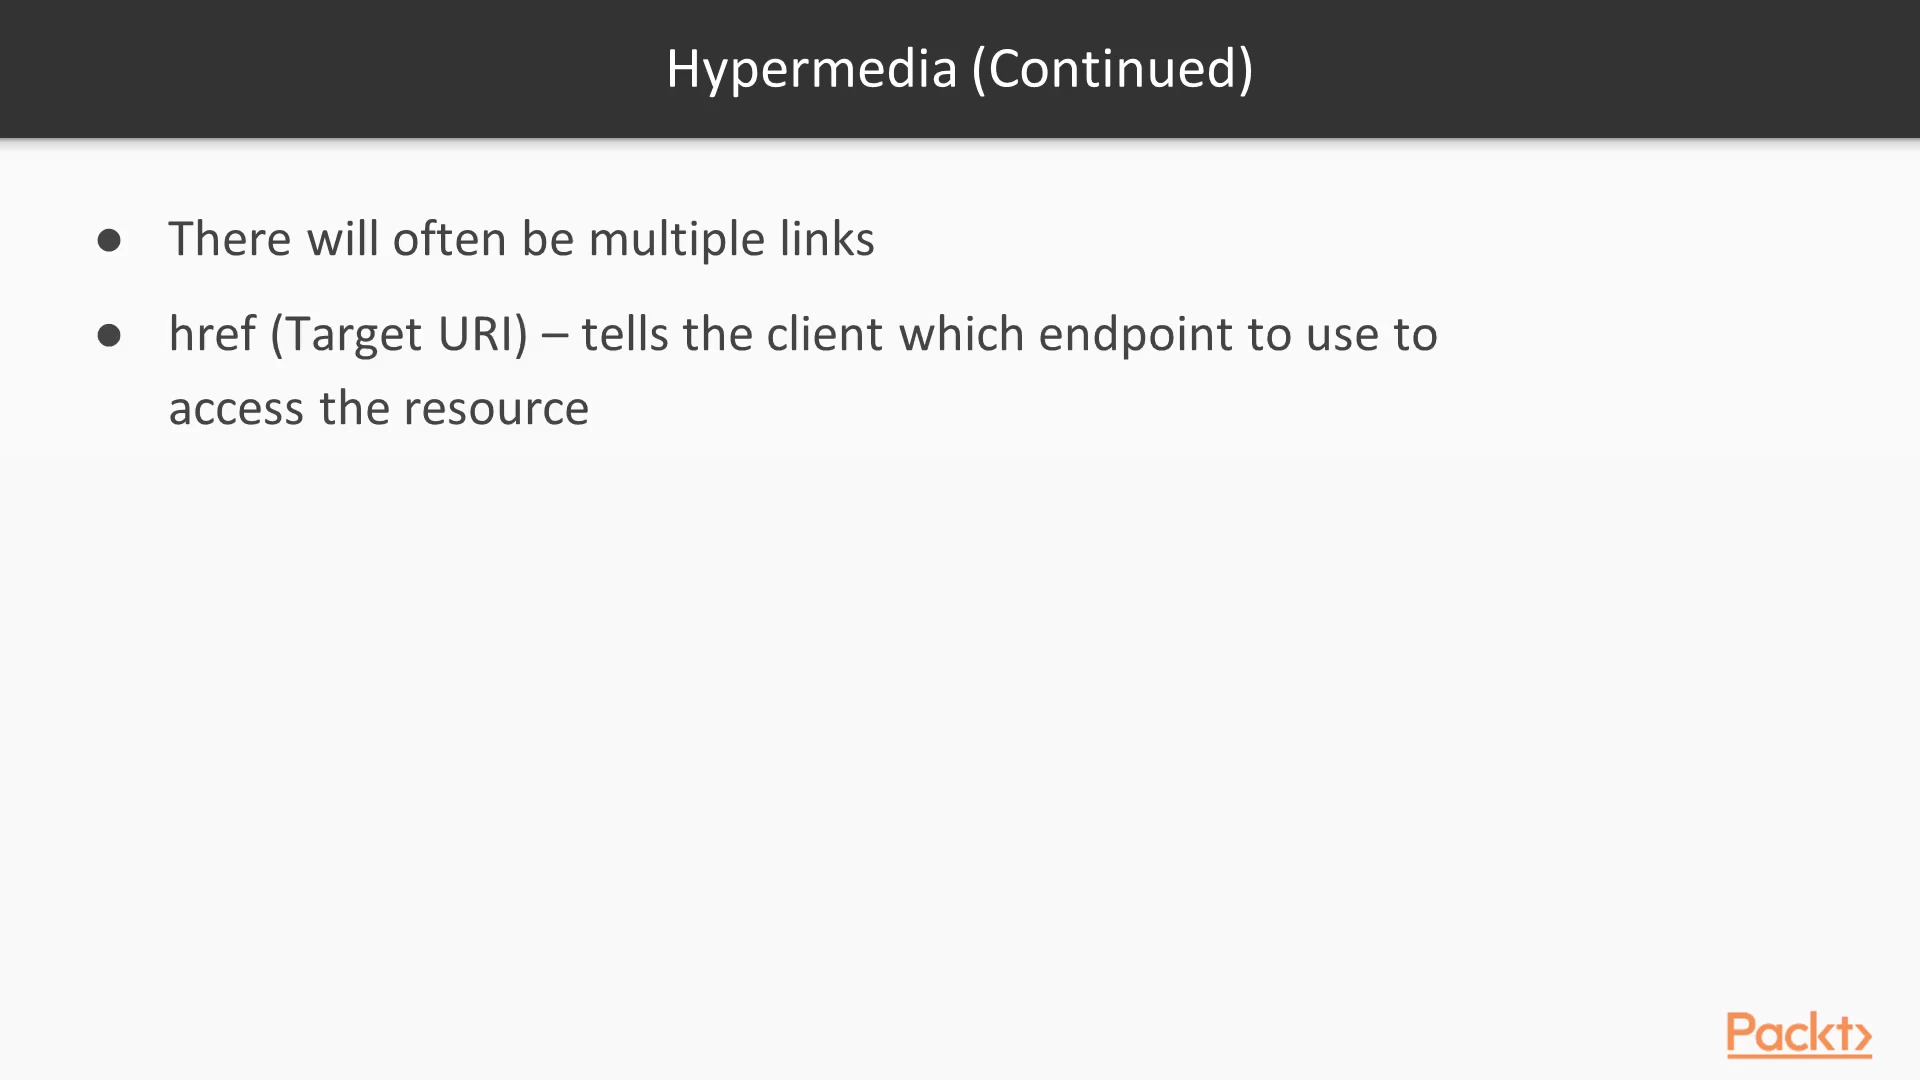 Hypermedia (Continued)
● There will often be multiple links
● href (Target URI) – tells the client which endpoint to use to
access the resource
Packt>